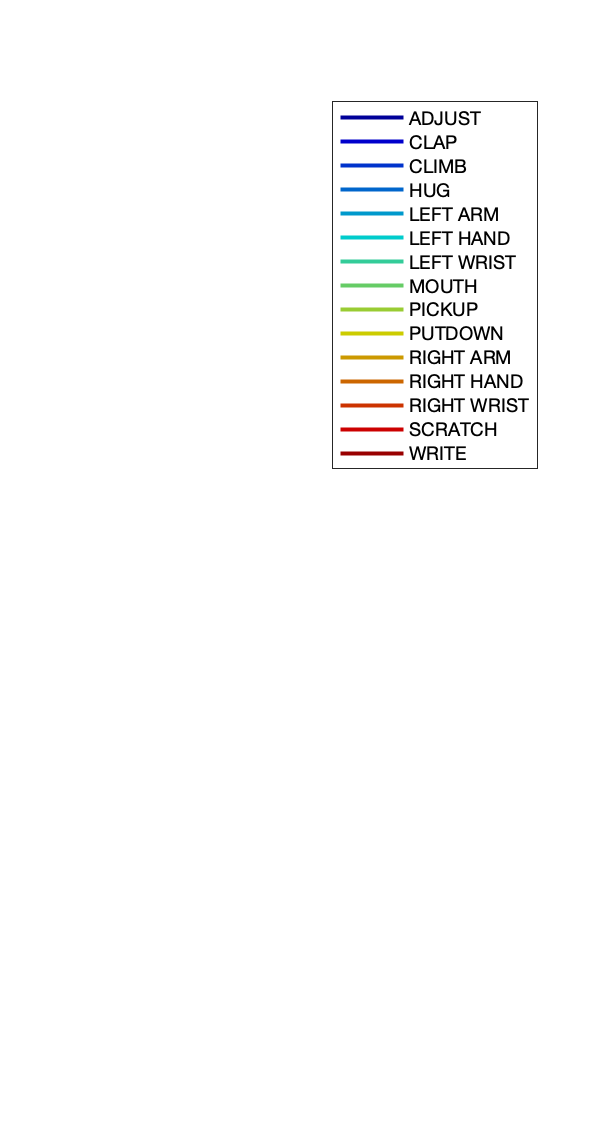 ADJUST
CLAP
CLIMB
HUG
LEFT ARM
LEFT HAND
LEFT WRIST
MOUTH
PICKUP
PUTDOWN
RIGHT ARM
RIGHT HAND
RIGHT WRIST
SCRATCH
WRITE